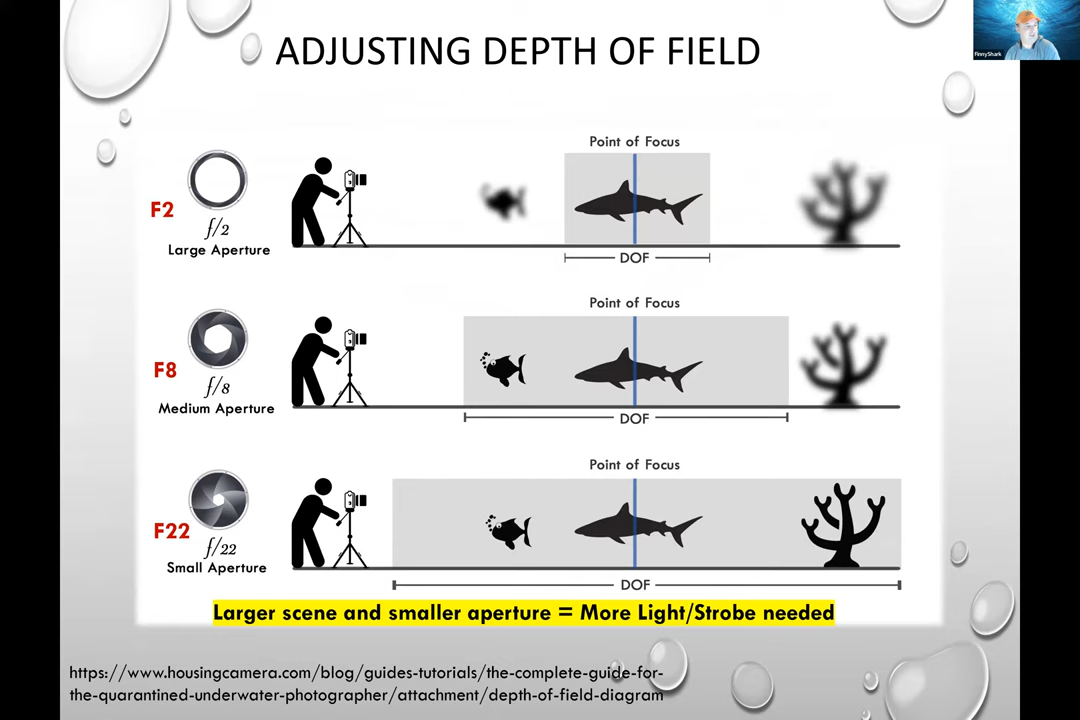 FinnyShark
ADJUSTING DEPTH OF FIELD
Point of Focus
F2
f/2
Large Aperture
DOF
Point of Focus
F8
f/8
Medium Aperture
DOF
Point of Focus
F22
f/22
Small Aperture
DOF
Larger scene and smaller aperture = More Light/Strobe needed
https://www.housingcamera.com/blog/guides-tutorials/the-complete-guide-for-
the-quarantined-underwater-photographer/attachment/depth-of-field-diagram